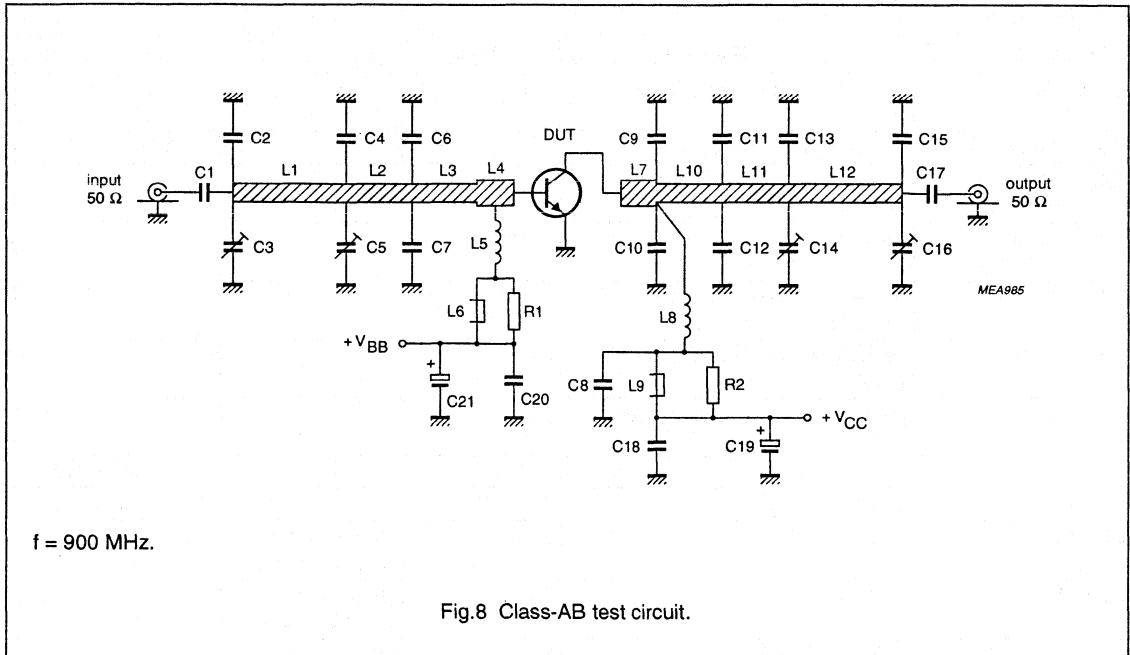 C2 C4 C6 DUT C9 C11 C13 C15
input
50 Ω
C1 L1 L2 L3 L4 L7 L10 L11 L12 C17
output
50 Ω
C3 C5 C7 C10 C12 C14 C16
L5
MEA985
L6 R1
L8
+ V BB
+
C21 C20
C8 L9 R2
+ V CC
C18 + C19
f = 900 MHz.
Fig.8 Class-AB test circuit.